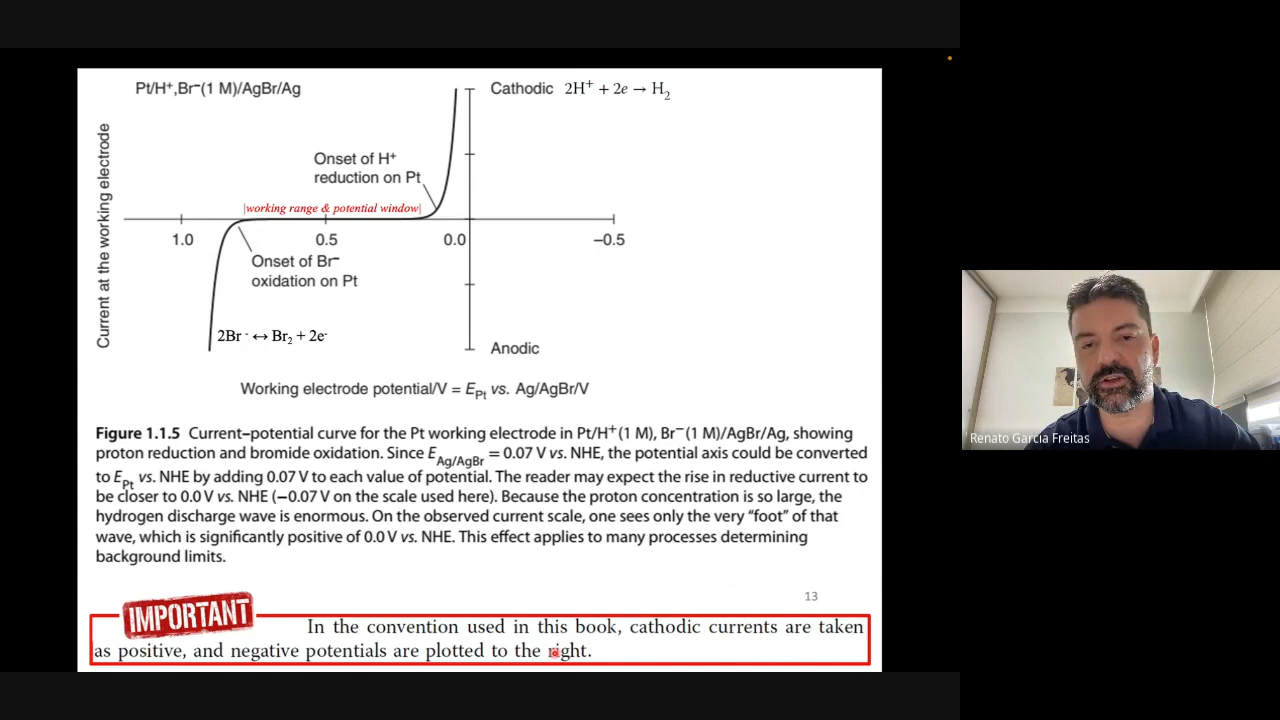 Pt/H⁺,Br⁻(1 M)/AgBr/Ag
Cathodic 2H⁺ + 2e → H₂
Current at the working electrode
Onset of H⁺
reduction on Pt
|working range & potential window|
1.0
0.5
0.0
−0.5
Onset of Br⁻
oxidation on Pt
2Br⁻ ↔ Br₂ + 2e⁻
Anodic
Working electrode potential/V = E_Pt vs. Ag/AgBr/V
Figure 1.1.5 Current–potential curve for the Pt working electrode in Pt/H⁺(1 M), Br⁻(1 M)/AgBr/Ag, showing
proton reduction and bromide oxidation. Since E_Ag/AgBr = 0.07 V vs. NHE, the potential axis could be converted
to E_Pt vs. NHE by adding 0.07 V to each value of potential. The reader may expect the rise in reductive current to
be closer to 0.0 V vs. NHE (−0.07 V on the scale used here). Because the proton concentration is so large, the
hydrogen discharge wave is enormous. On the observed current scale, one sees only the very “foot” of that
wave, which is significantly positive of 0.0 V vs. NHE. This effect applies to many processes determining
background limits.
13
IMPORTANT
In the convention used in this book, cathodic currents are taken
as positive, and negative potentials are plotted to the right.
Renato Garcia Freitas